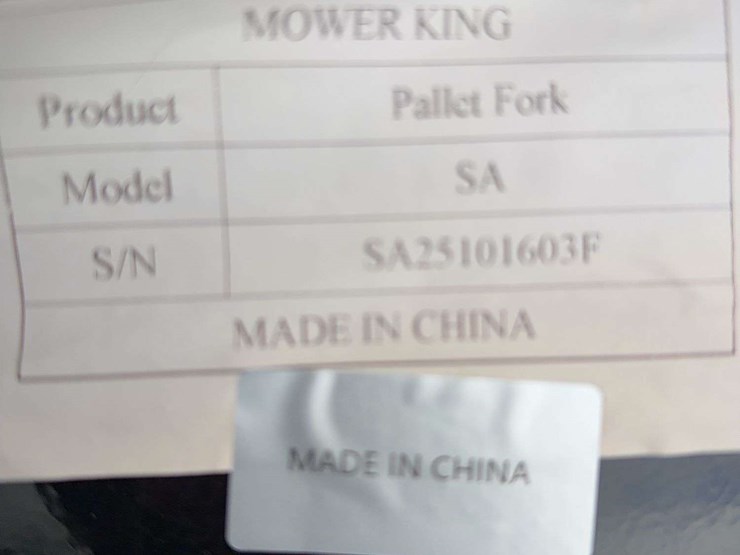 MOWER KING
Product Pallet Fork
Model SA
S/N SA25101603F
MADE IN CHINA
MADE IN CHINA